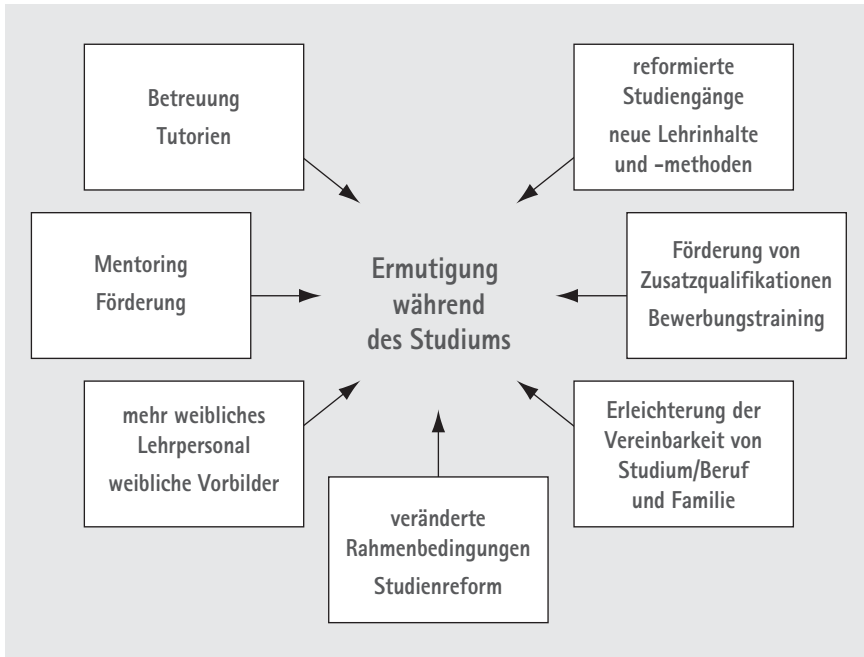 Betreuung
Tutorien
reformierte
Studiengänge
neue Lehrinhalte
und -methoden
Mentoring
Förderung
Ermutigung
während
des Studiums
Förderung von
Zusatzqualifikationen
Bewerbungstraining
mehr weibliches
Lehrpersonal
weibliche Vorbilder
veränderte
Rahmenbedingungen
Studienreform
Erleichterung der
Vereinbarkeit von
Studium/Beruf
und Familie